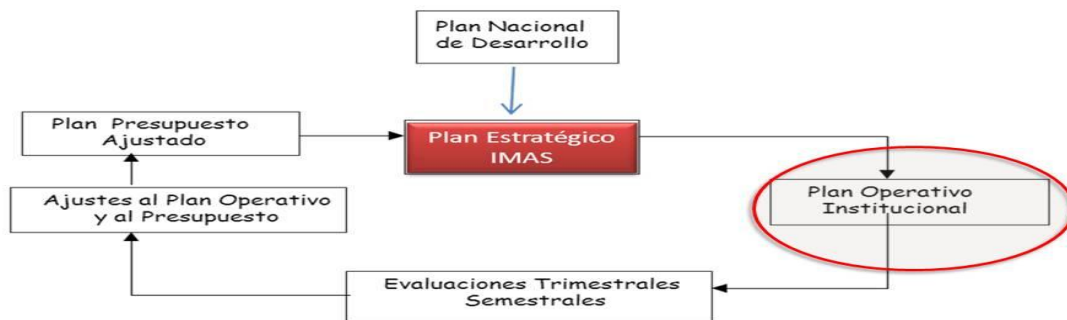 Plan Nacional
de Desarrollo
Plan Presupuesto
Ajustado
Plan Estratégico
IMAS
Plan Operativo
Institucional
Ajustes al Plan Operativo
y al Presupuesto
Evaluaciones Trimestrales
Semestrales